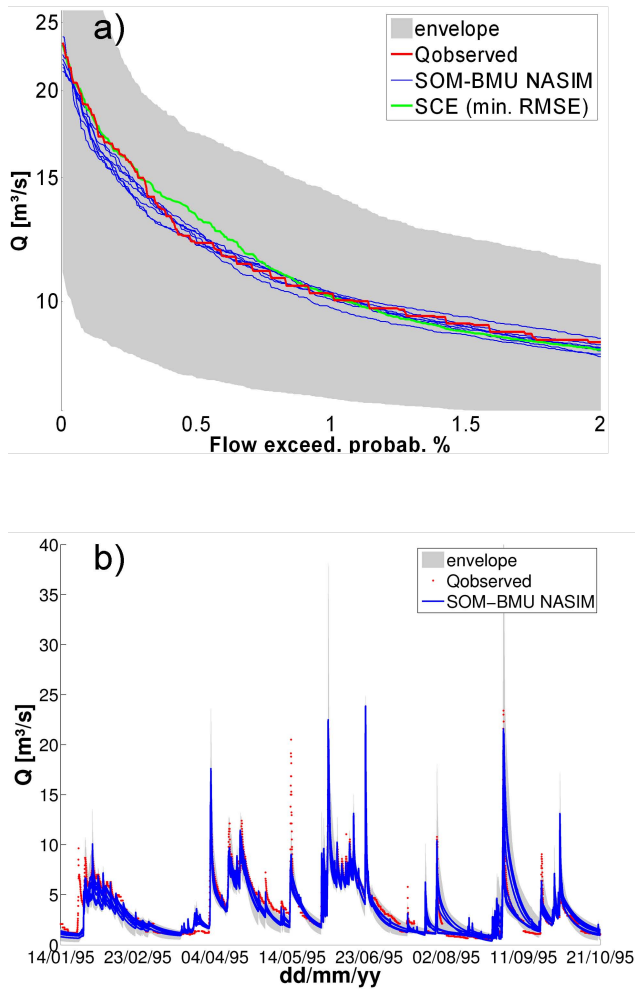 a)
25
20
15
10
Q [m³/s]
envelope
Qobserved
SOM-BMU NASIM
SCE (min. RMSE)
0 0.5 1 1.5 2
Flow exceed. probab. %
b)
40
35
30
25
20
15
10
5
0
Q [m³/s]
envelope
Qobserved
SOM-BMU NASIM
14/01/95 23/02/95 04/04/95 14/05/95 23/06/95 02/08/95 11/09/95 21/10/95
dd/mm/yy